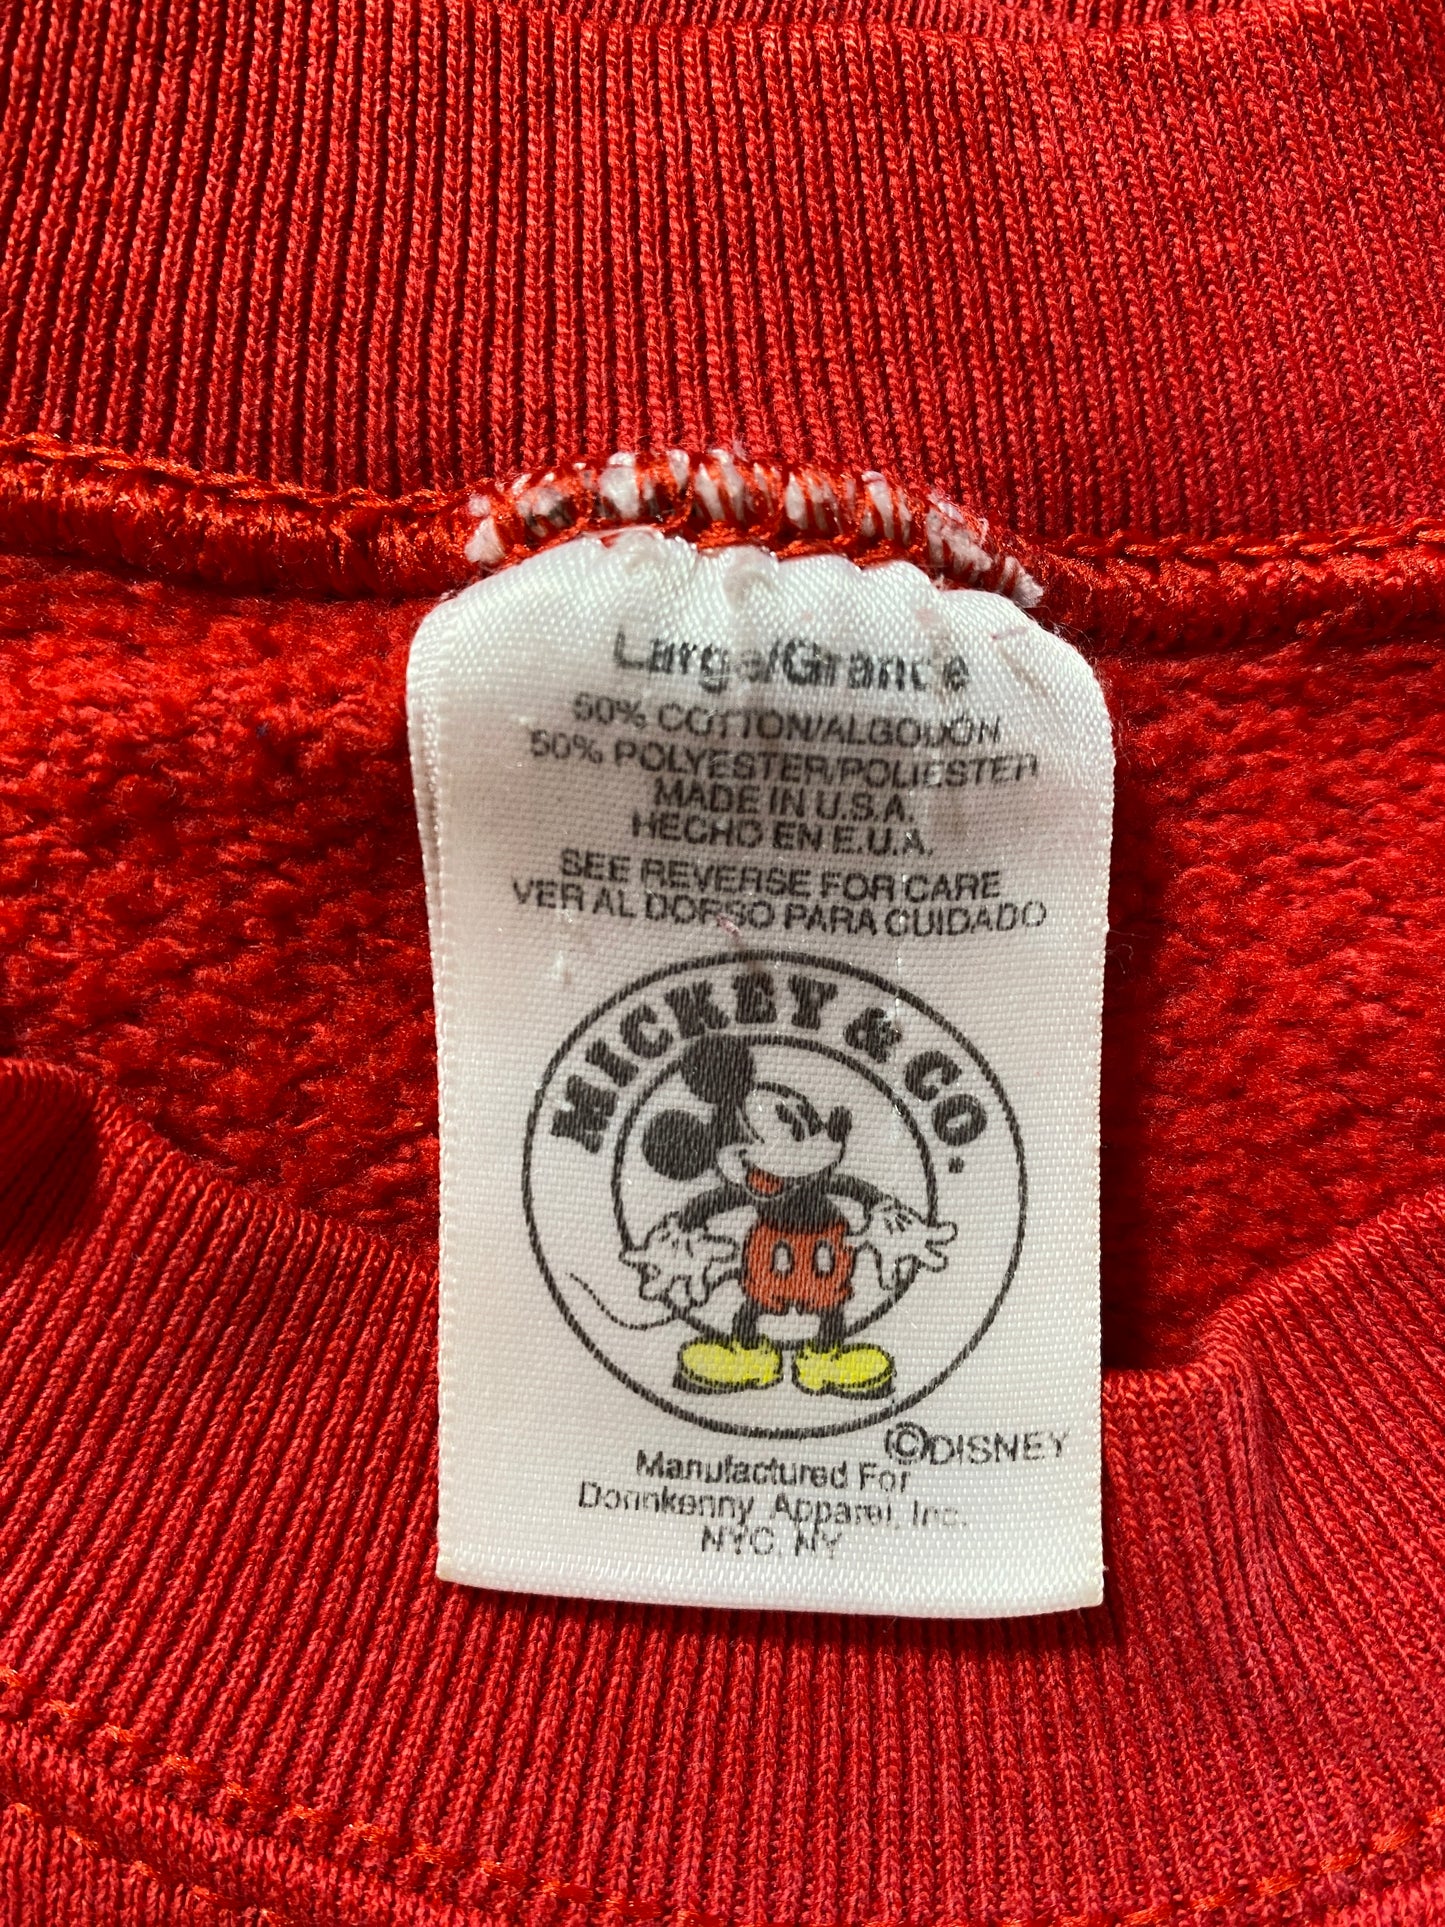 Large/Grande
50% COTTON/ALGODÓN
50% POLYESTER/POLIESTER
MADE IN U.S.A.
HECHO EN E.U.A.
SEE REVERSE FOR CARE
VER AL DORSO PARA CUIDADO
MICKEY & CO.
©DISNEY
Manufactured For
Donnkenny Apparel, Inc.
NYC, NY